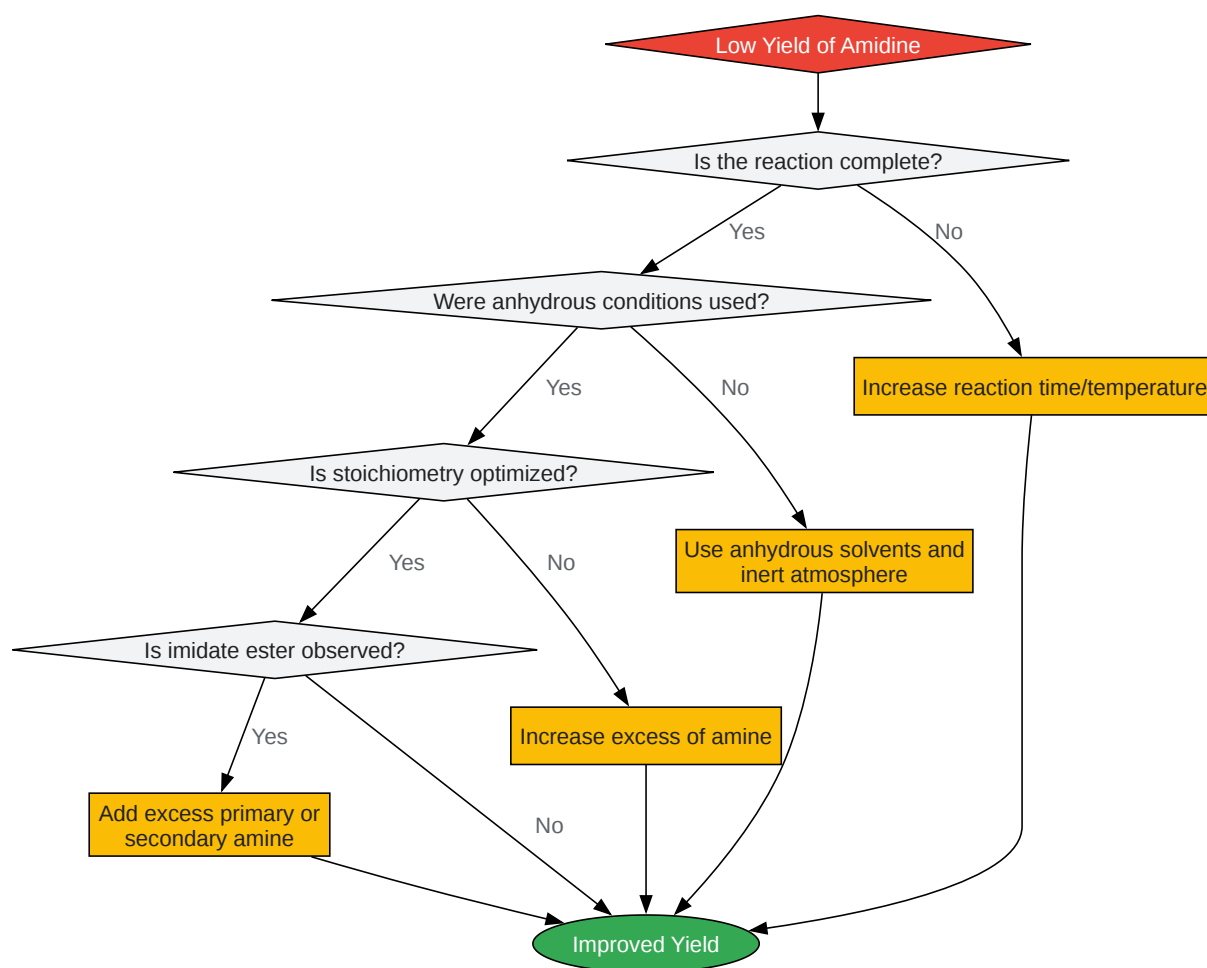 Low Yield of Amidine
Is the reaction complete?
Yes
No
Were anhydrous conditions used?
Increase reaction time/temperature
Yes
No
Is stoichiometry optimized?
Use anhydrous solvents and
inert atmosphere
Yes
No
Is imidate ester observed?
Increase excess of amine
Yes
Add excess primary or
secondary amine
No
Improved Yield